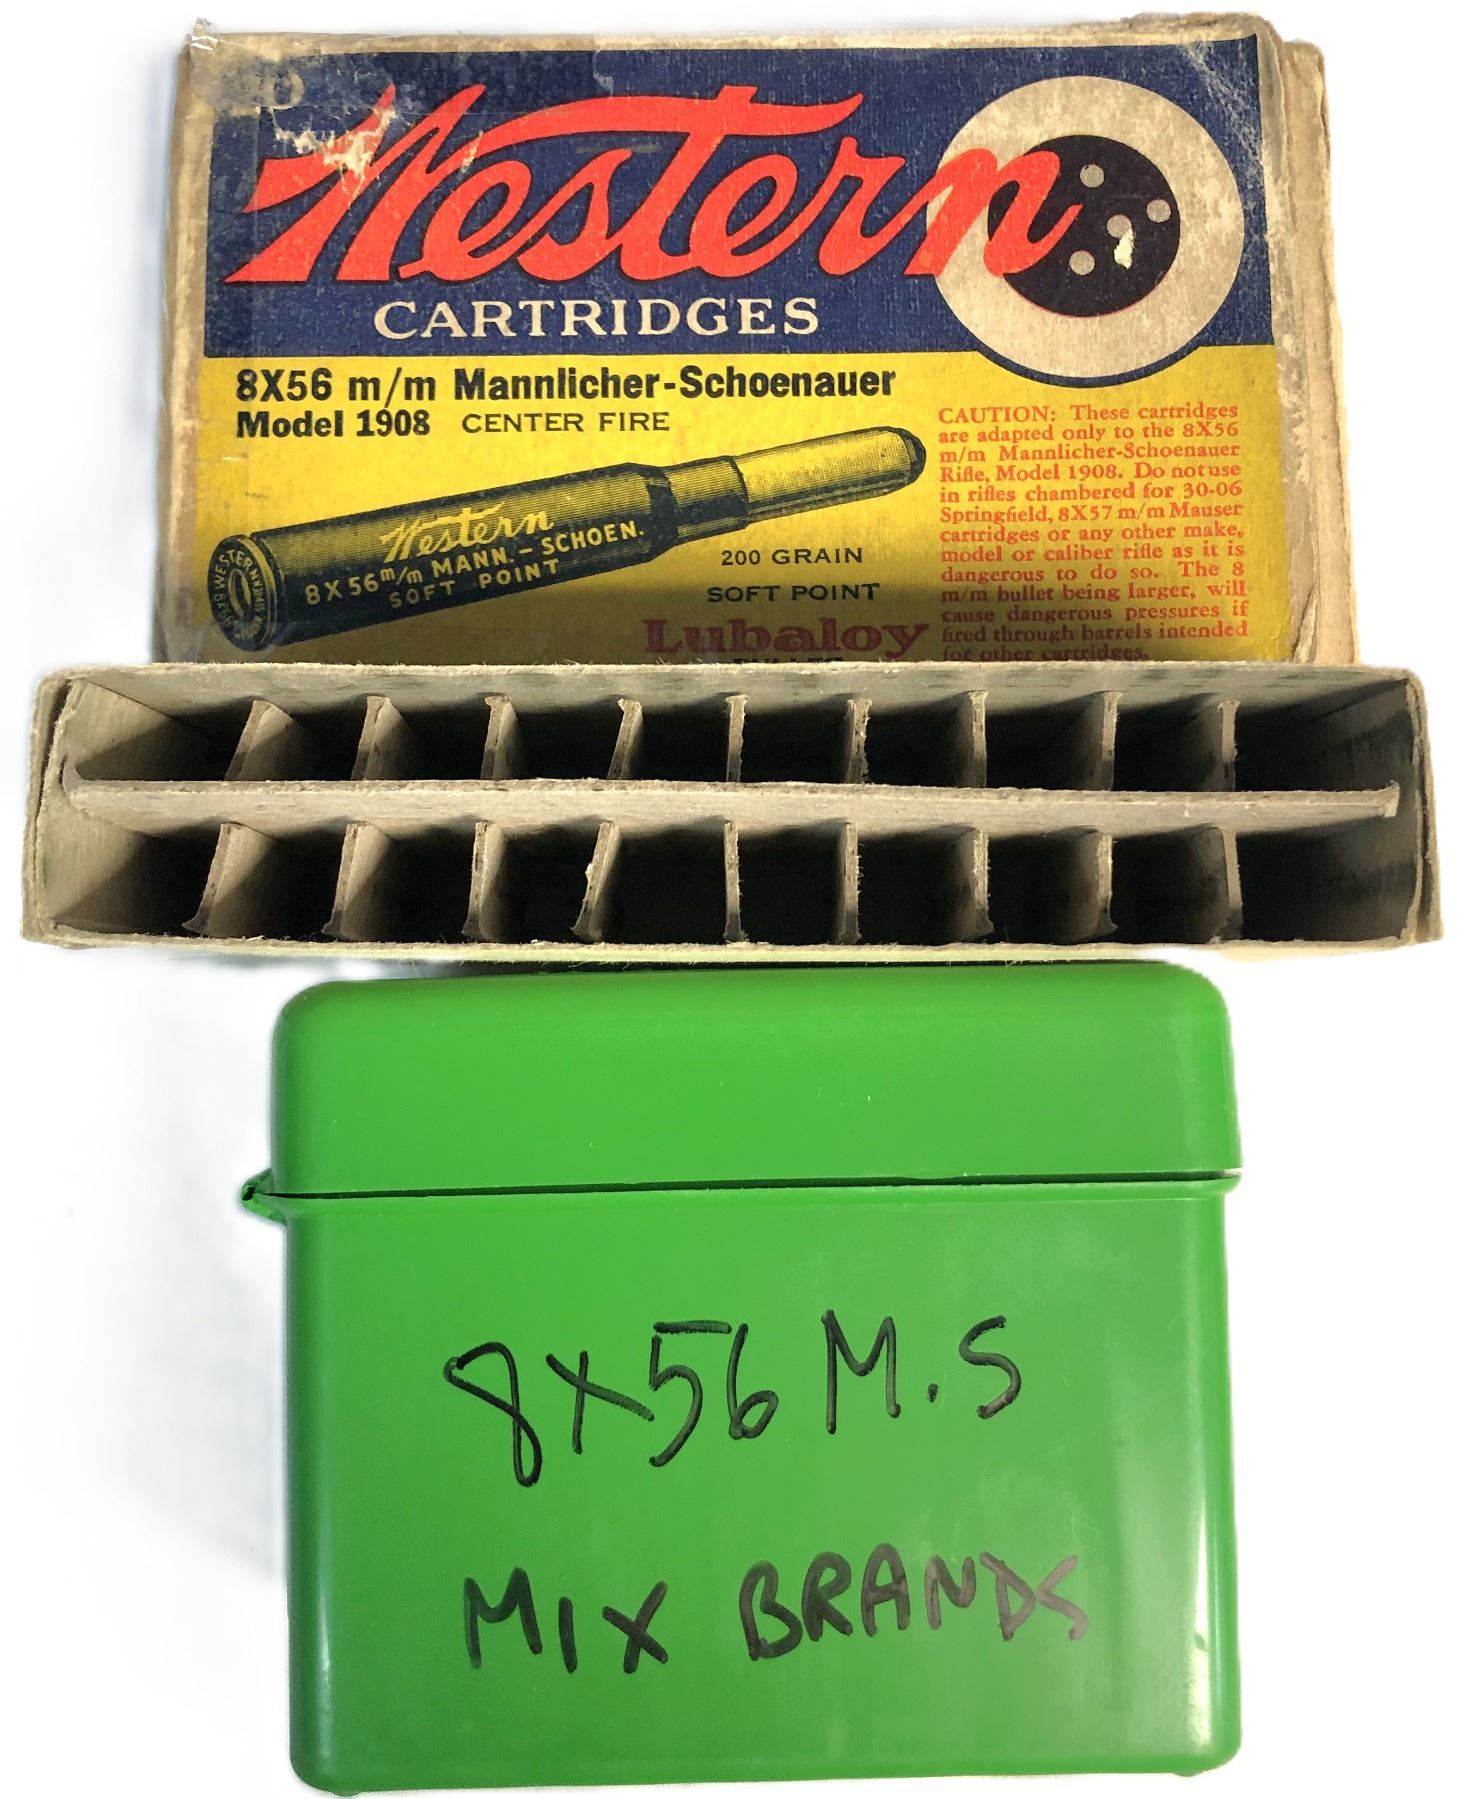 Western
CARTRIDGES
8X56 m/m Mannlicher-Schoenauer
Model 1908 CENTER FIRE
Western
8X56 m/m MANN.-SCHOEN.
SOFT POINT
200 GRAIN
SOFT POINT
Lubaloy
CAUTION: These cartridges
are adapted only to the 8X56
m/m Mannlicher-Schoenauer
Rifle, Model 1908. Do not use
in rifles chambered for 30-06
Springfield, 8X57 m/m Mauser
cartridges or any other make,
model or caliber rifle as it is
dangerous to do so. The 8
m/m bullet being larger, will
cause dangerous pressures if
fired through barrels intended
for other cartridges.
8X56 M.S
MIX BRANDS